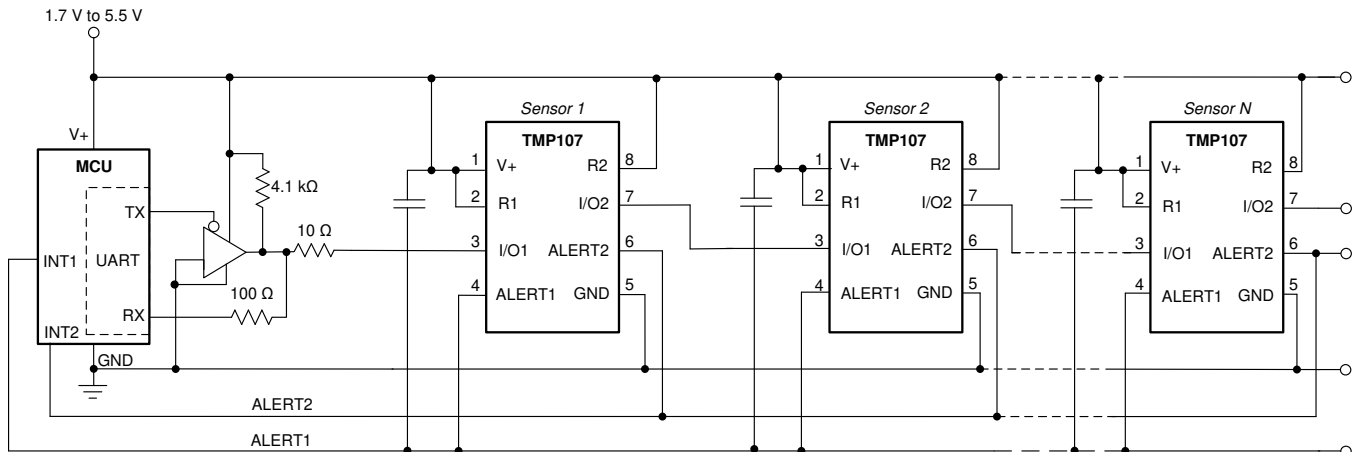 1.7 V to 5.5 V
V+
MCU
TX
UART
INT1
RX
INT2
GND
4.1 kΩ
10 Ω
100 Ω
Sensor 1
TMP107
1 V+ R2 8
2 R1 I/O2 7
3 I/O1 ALERT2 6
4 ALERT1 GND 5
Sensor 2
TMP107
1 V+ R2 8
2 R1 I/O2 7
3 I/O1 ALERT2 6
4 ALERT1 GND 5
Sensor N
TMP107
1 V+ R2 8
2 R1 I/O2 7
3 I/O1 ALERT2 6
4 ALERT1 GND 5
ALERT2
ALERT1